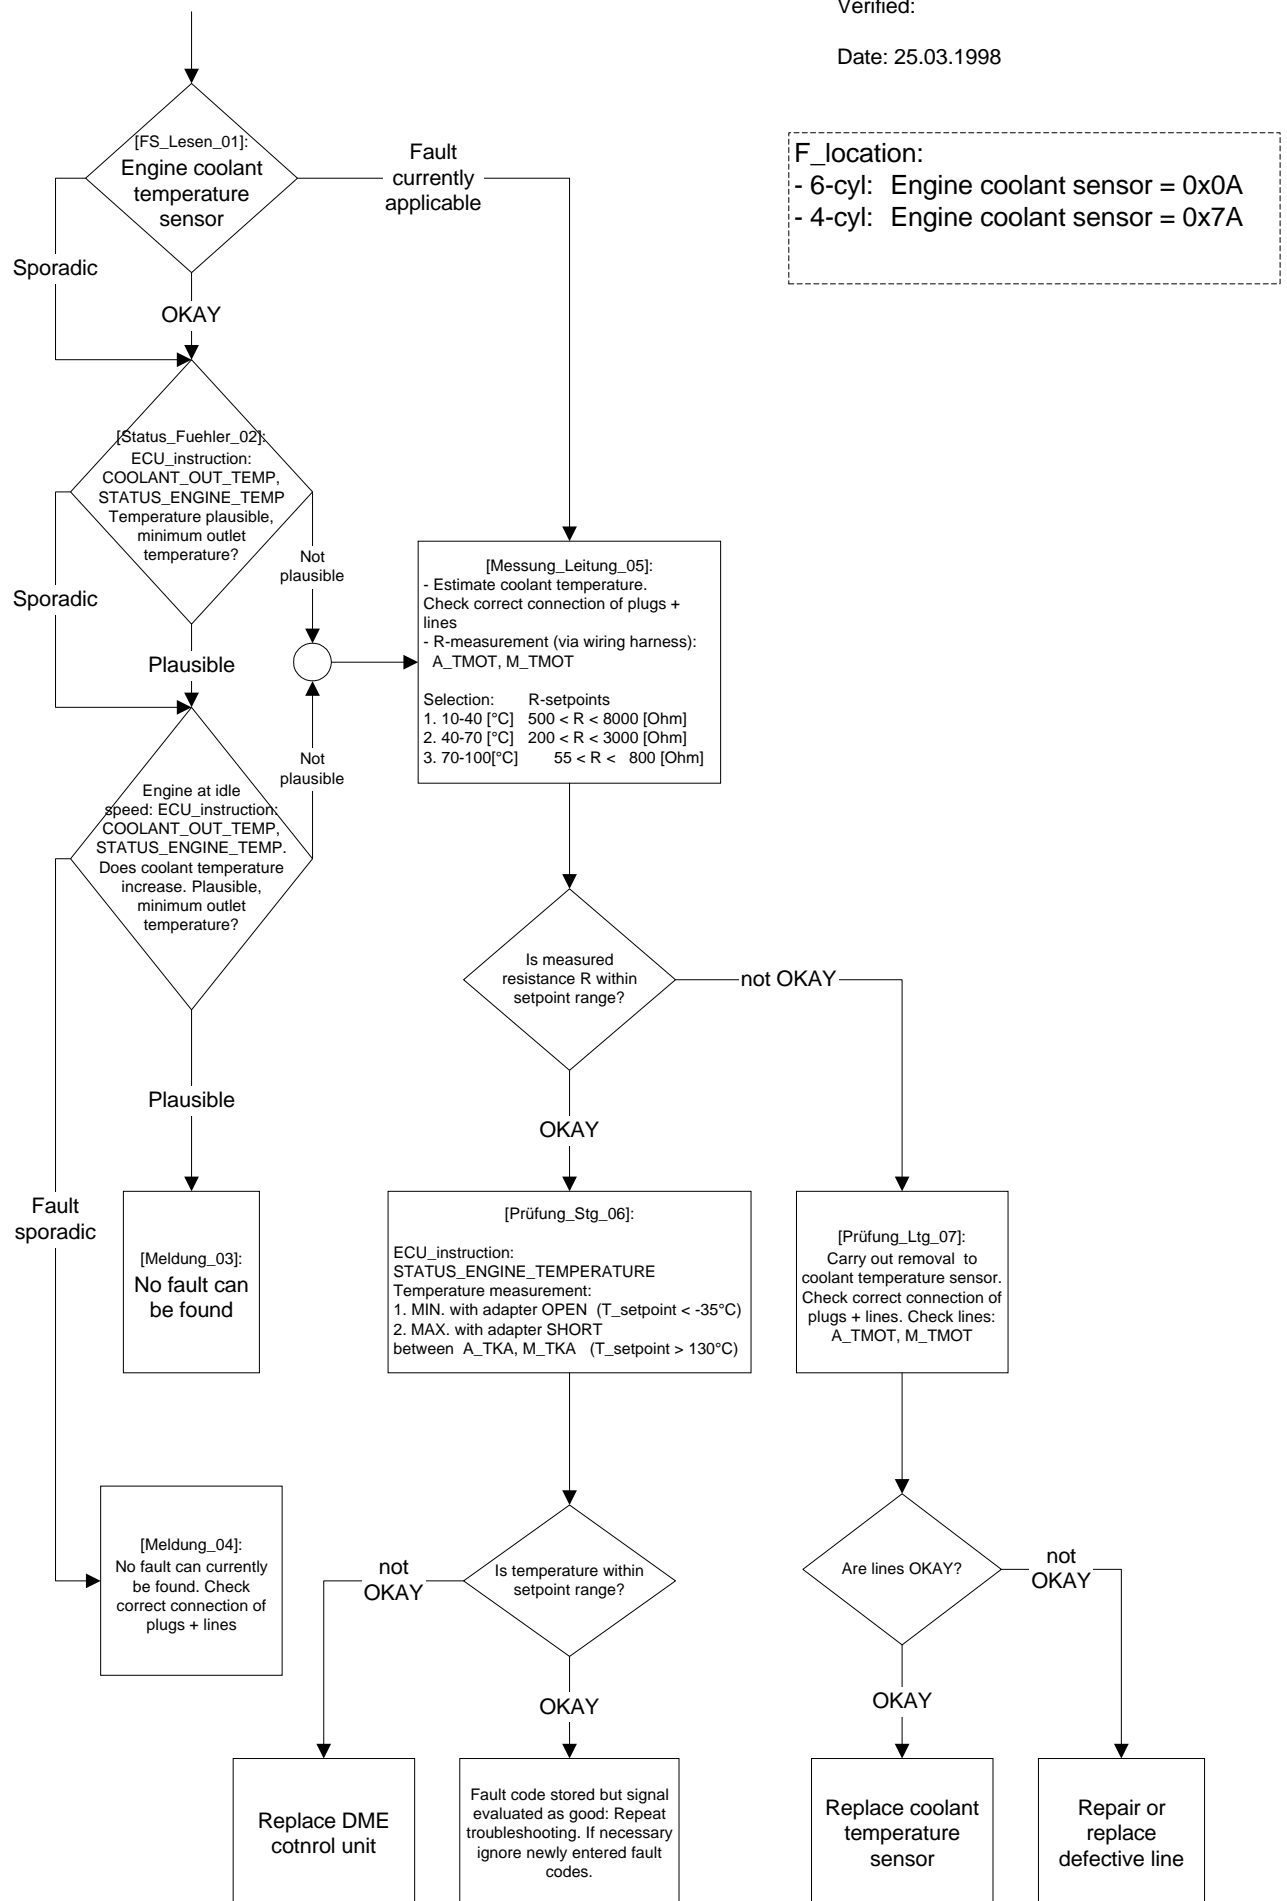 Verified:
Date: 25.03.1998
F_location:
- 6-cyl: Engine coolant sensor = 0x0A
- 4-cyl: Engine coolant sensor = 0x7A
[FS_Lesen_01]:
Engine coolant
temperature
sensor
Fault
currently
applicable
Sporadic
OKAY
[Status_Fuehler_02]:
ECU_instruction:
COOLANT_OUT_TEMP,
STATUS_ENGINE_TEMP
Temperature plausible,
minimum outlet
temperature?
Not
plausible
Sporadic
Plausible
[Messung_Leitung_05]:
- Estimate coolant temperature.
Check correct connection of plugs +
lines
- R-measurement (via wiring harness):
A_TMOT, M_TMOT
Selection: R-setpoints
1. 10-40 [°C] 500 < R < 8000 [Ohm]
2. 40-70 [°C] 200 < R < 3000 [Ohm]
3. 70-100[°C] 55 < R < 800 [Ohm]
Not
plausible
Engine at idle
speed: ECU_instruction:
COOLANT_OUT_TEMP,
STATUS_ENGINE_TEMP.
Does coolant temperature
increase. Plausible,
minimum outlet
temperature?
Is measured
resistance R within
setpoint range?
not OKAY
Plausible
OKAY
Fault
sporadic
[Meldung_03]:
No fault can
be found
[Prüfung_Stg_06]:
ECU_instruction:
STATUS_ENGINE_TEMPERATURE
Temperature measurement:
1. MIN. with adapter OPEN (T_setpoint < -35°C)
2. MAX. with adapter SHORT
between A_TKA, M_TKA (T_setpoint > 130°C)
[Prüfung_Ltg_07]:
Carry out removal to
coolant temperature sensor.
Check correct connection of
plugs + lines. Check lines:
A_TMOT, M_TMOT
[Meldung_04]:
No fault can currently
be found. Check
correct connection of
plugs + lines
not
OKAY
Is temperature within
setpoint range?
Are lines OKAY?
not
OKAY
OKAY
OKAY
Replace DME
cotnrol unit
Fault code stored but signal
evaluated as good: Repeat
troubleshooting. If necessary
ignore newly entered fault
codes.
Replace coolant
temperature
sensor
Repair or
replace
defective line